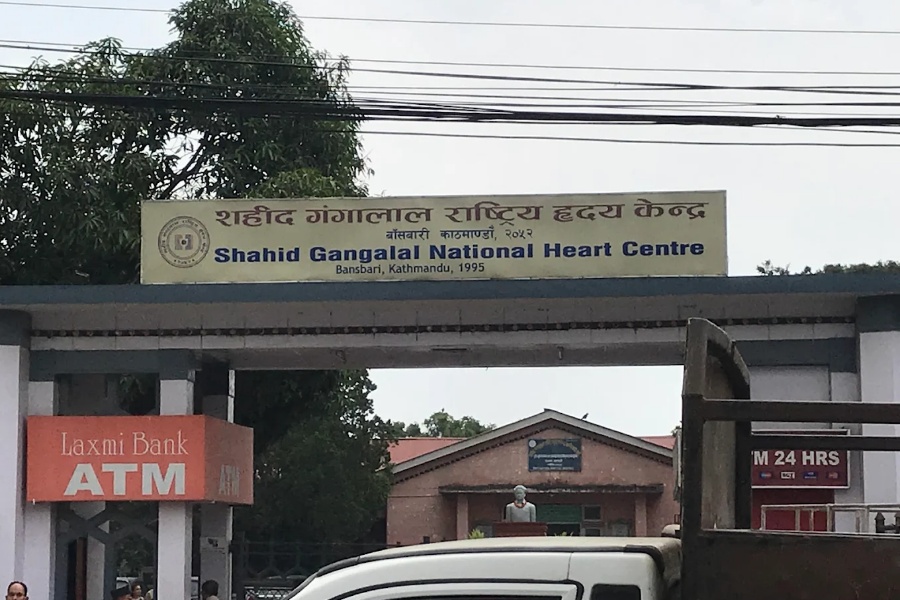 शहीद गंगालाल राष्ट्रिय हृदय केन्द्र
बाँसबारी काठमाण्डौं, २०५२
Shahid Gangalal National Heart Centre
Bansbari, Kathmandu, 1995
Laxmi Bank
ATM
ATM
M 24 HRS